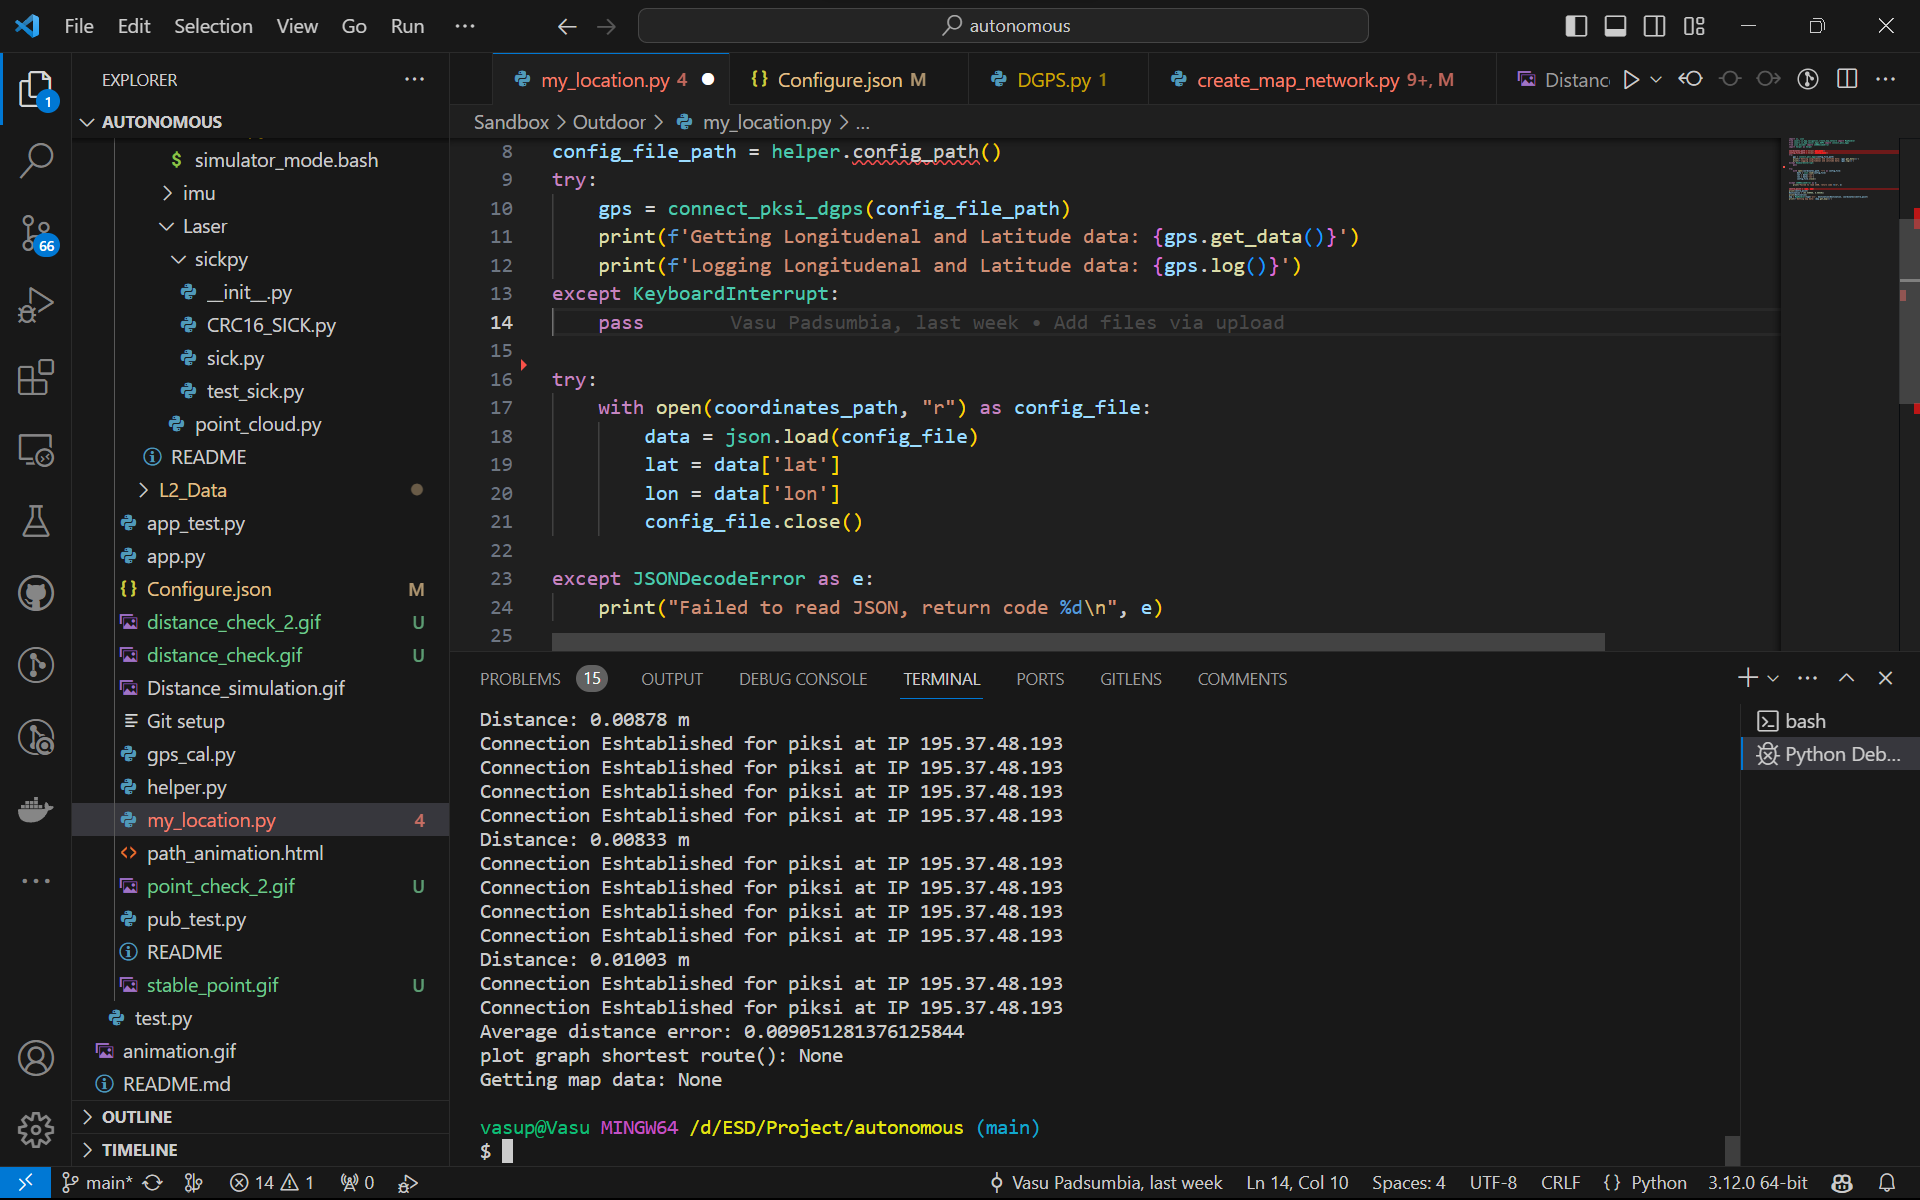 File Edit Selection View Go Run ...
autonomous
EXPLORER
AUTONOMOUS
$ simulator_mode.bash
imu
Laser
sickpy
__init__.py
CRC16_SICK.py
sick.py
test_sick.py
point_cloud.py
README
L2_Data
app_test.py
app.py
{} Configure.json M
distance_check_2.gif U
distance_check.gif U
Distance_simulation.gif
Git setup
gps_cal.py
helper.py
my_location.py 4
path_animation.html
point_check_2.gif U
pub_test.py
README
stable_point.gif U
test.py
animation.gif
README.md
OUTLINE
TIMELINE
1
66
my_location.py 4
{} Configure.json M
DGPS.py 1
create_map_network.py 9+, M
Distanc
Sandbox > Outdoor > my_location.py > ...
8 config_file_path = helper.config_path()
9 try:
10 gps = connect_pksi_dgps(config_file_path)
11 print(f'Getting Longitudenal and Latitude data: {gps.get_data()}')
12 print(f'Logging Longitudenal and Latitude data: {gps.log()}')
13 except KeyboardInterrupt:
14 pass Vasu Padsumbia, last week • Add files via upload
15
16 try:
17 with open(coordinates_path, "r") as config_file:
18 data = json.load(config_file)
19 lat = data['lat']
20 lon = data['lon']
21 config_file.close()
22
23 except JSONDecodeError as e:
24 print("Failed to read JSON, return code %d\n", e)
25
PROBLEMS 15 OUTPUT DEBUG CONSOLE TERMINAL PORTS GITLENS COMMENTS
Distance: 0.00878 m
Connection Eshtablished for piksi at IP 195.37.48.193
Connection Eshtablished for piksi at IP 195.37.48.193
Connection Eshtablished for piksi at IP 195.37.48.193
Connection Eshtablished for piksi at IP 195.37.48.193
Distance: 0.00833 m
Connection Eshtablished for piksi at IP 195.37.48.193
Connection Eshtablished for piksi at IP 195.37.48.193
Connection Eshtablished for piksi at IP 195.37.48.193
Connection Eshtablished for piksi at IP 195.37.48.193
Distance: 0.01003 m
Connection Eshtablished for piksi at IP 195.37.48.193
Connection Eshtablished for piksi at IP 195.37.48.193
Average distance error: 0.009051281376125844
plot graph shortest route(): None
Getting map data: None
vasup@Vasu MINGW64 /d/ESD/Project/autonomous (main)
$
bash
Python Deb...
main* 14 1 0
Vasu Padsumbia, last week Ln 14, Col 10 Spaces: 4 UTF-8 CRLF {} Python 3.12.0 64-bit